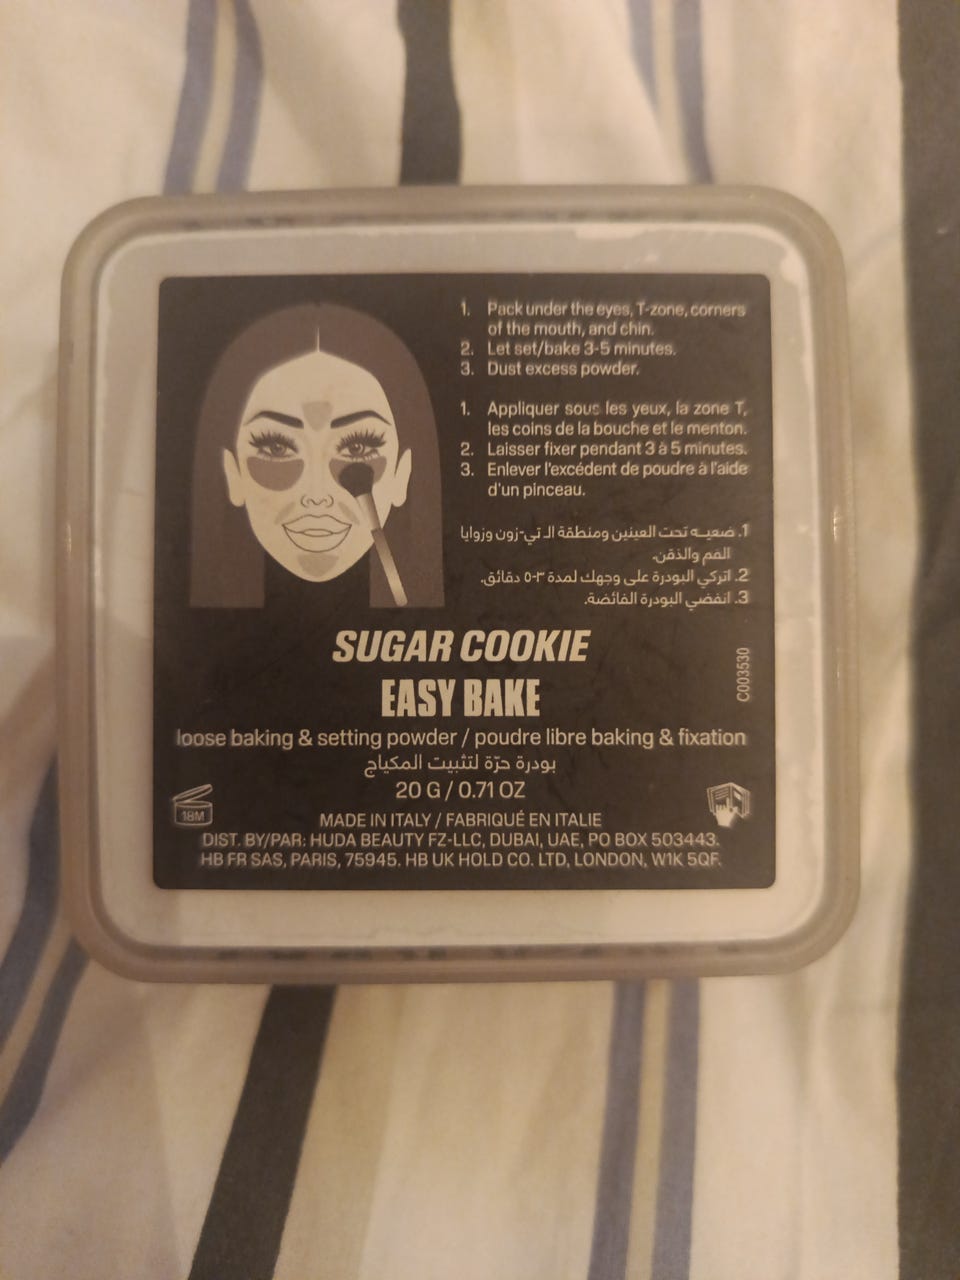 1. Pack under the eyes, T-zone, corners
of the mouth, and chin.
2. Let set/bake 3-5 minutes.
3. Dust excess powder.
1. Appliquer sous les yeux, la zone T,
les coins de la bouche et le menton.
2. Laisser fixer pendant 3 à 5 minutes.
3. Enlever l'excédent de poudre à l'aide
d'un pinceau.
1. ضعيـه تحت العينين ومنطقة الـ تي-زون وزوايا
الفم والذقن.
2. اتركي البودرة على وجهك لمدة ٣-٥ دقائق.
3. انفضي البودرة الفائضة.
SUGAR COOKIE
EASY BAKE
C003530
loose baking & setting powder / poudre libre baking & fixation
بودرة حرّة لتثبيت المكياج
20 G / 0.71 OZ
18M
MADE IN ITALY / FABRIQUÉ EN ITALIE
DIST. BY/PAR: HUDA BEAUTY FZ-LLC, DUBAI, UAE, PO BOX 503443.
HB FR SAS, PARIS, 75945. HB UK HOLD CO. LTD, LONDON, W1K 5QF.